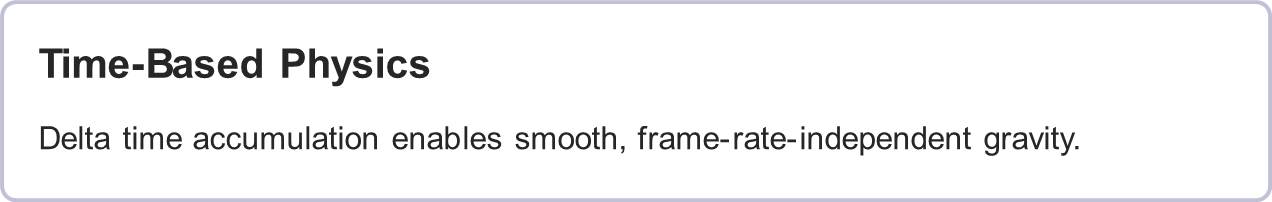 Time-Based Physics
Delta time accumulation enables smooth, frame-rate-independent gravity.